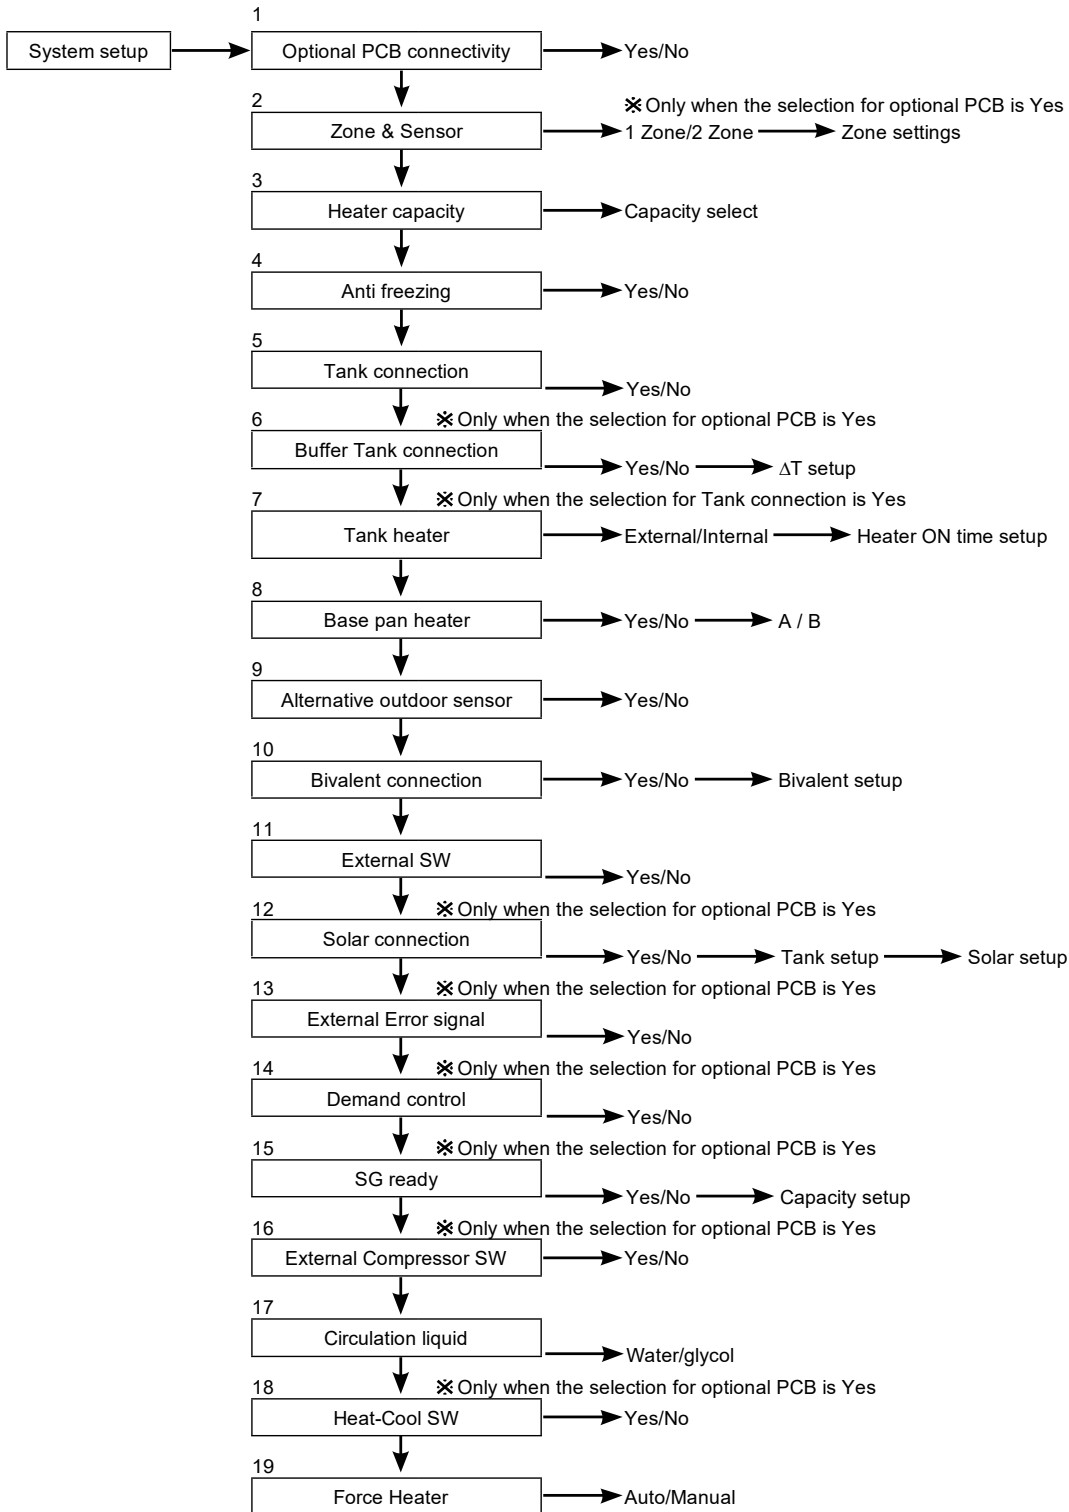 1
System setup
Optional PCB connectivity
Yes/No
2
※ Only when the selection for optional PCB is Yes
Zone & Sensor
1 Zone/2 Zone
Zone settings
3
Heater capacity
Capacity select
4
Anti freezing
Yes/No
5
Tank connection
Yes/No
6
※ Only when the selection for optional PCB is Yes
Buffer Tank connection
Yes/No
ΔT setup
7
※ Only when the selection for Tank connection is Yes
Tank heater
External/Internal
Heater ON time setup
8
Base pan heater
Yes/No
A / B
9
Alternative outdoor sensor
Yes/No
10
Bivalent connection
Yes/No
Bivalent setup
11
External SW
Yes/No
12
※ Only when the selection for optional PCB is Yes
Solar connection
Yes/No
Tank setup
Solar setup
13
※ Only when the selection for optional PCB is Yes
External Error signal
Yes/No
14
※ Only when the selection for optional PCB is Yes
Demand control
Yes/No
15
※ Only when the selection for optional PCB is Yes
SG ready
Yes/No
Capacity setup
16
※ Only when the selection for optional PCB is Yes
External Compressor SW
Yes/No
17
Circulation liquid
Water/glycol
18
※ Only when the selection for optional PCB is Yes
Heat-Cool SW
Yes/No
19
Force Heater
Auto/Manual